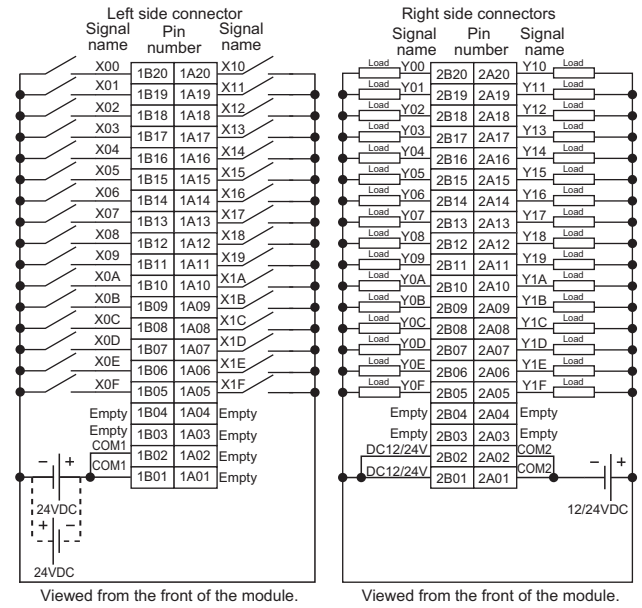 Left side connector
Signal name Pin number Signal name
X00 1B20 1A20 X10
X01 1B19 1A19 X11
X02 1B18 1A18 X12
X03 1B17 1A17 X13
X04 1B16 1A16 X14
X05 1B15 1A15 X15
X06 1B14 1A14 X16
X07 1B13 1A13 X17
X08 1B12 1A12 X18
X09 1B11 1A11 X19
X0A 1B10 1A10 X1A
X0B 1B09 1A09 X1B
X0C 1B08 1A08 X1C
X0D 1B07 1A07 X1D
X0E 1B06 1A06 X1E
X0F 1B05 1A05 X1F
Empty 1B04 1A04 Empty
Empty 1B03 1A03 Empty
COM1 1B02 1A02 Empty
COM1 1B01 1A01 Empty
− +
24VDC
+ −
24VDC
Viewed from the front of the module.
Right side connectors
Signal name Pin number Signal name
Load Y00 2B20 2A20 Y10 Load
Load Y01 2B19 2A19 Y11 Load
Load Y02 2B18 2A18 Y12 Load
Load Y03 2B17 2A17 Y13 Load
Load Y04 2B16 2A16 Y14 Load
Load Y05 2B15 2A15 Y15 Load
Load Y06 2B14 2A14 Y16 Load
Load Y07 2B13 2A13 Y17 Load
Load Y08 2B12 2A12 Y18 Load
Load Y09 2B11 2A11 Y19 Load
Load Y0A 2B10 2A10 Y1A Load
Load Y0B 2B09 2A09 Y1B Load
Load Y0C 2B08 2A08 Y1C Load
Load Y0D 2B07 2A07 Y1D Load
Load Y0E 2B06 2A06 Y1E Load
Load Y0F 2B05 2A05 Y1F Load
Empty 2B04 2A04 Empty
Empty 2B03 2A03 Empty
DC12/24V 2B02 2A02 COM2
DC12/24V 2B01 2A01 COM2
− +
12/24VDC
Viewed from the front of the module.